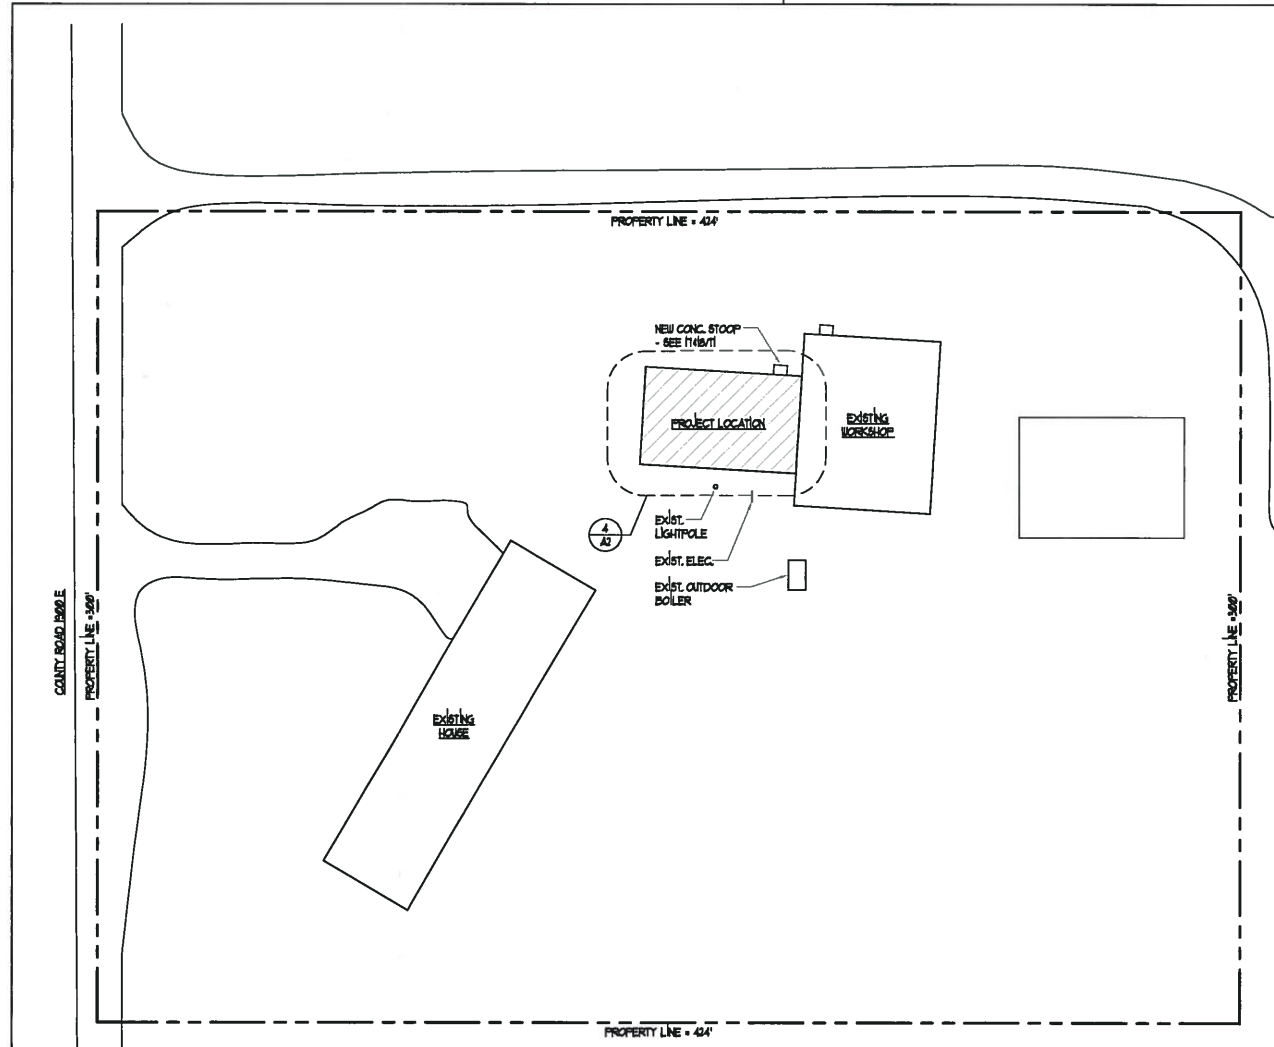 PROPERTY LINE = 424'
NEW CONC. STOOP
- SEE
PROJECT LOCATION
EXISTING
WORKSHOP
4
A2
EXIST.
LIGHTPOLE
EXIST. ELEC.
EXIST. OUTDOOR
BOILER
COUNTY ROAD 1900 E
PROPERTY LINE =300'
PROPERTY LINE =300'
EXISTING
HOUSE
PROPERTY LINE = 424'